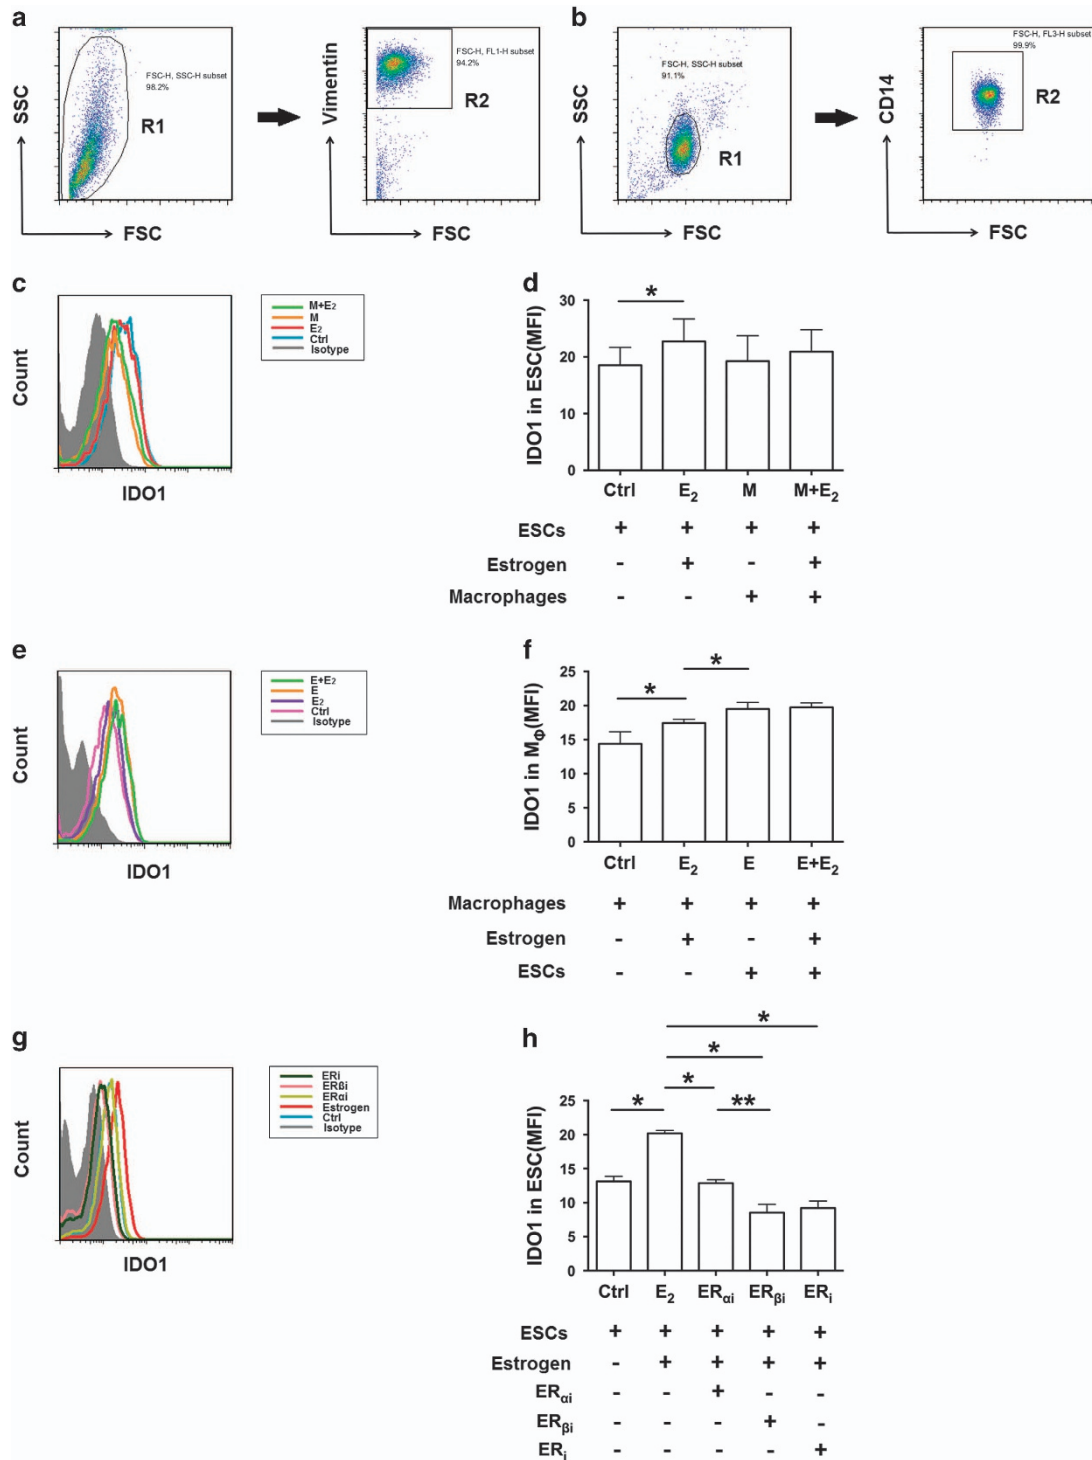 a
SSC
FSC-H, SSC-H subset
98.2%
R1
FSC
Vimentin
FSC-H, FL1-H subset
94.2%
R2
FSC
b
SSC
FSC-H, SSC-H subset
91.1%
R1
FSC
CD14
FSC-H, FL3-H subset
99.9%
R2
FSC
c
Count
IDO1
M+E2
M
E2
Ctrl
Isotype
d
IDO1 in ESC(MFI)
30
20
10
0
*
Ctrl E2 M M+E2
ESCs + + + +
Estrogen - + - +
Macrophages - - + +
e
Count
IDO1
E+E2
E
E2
Ctrl
Isotype
f
IDO1 in MΦ(MFI)
25
20
15
10
5
0
* *
Ctrl E2 E E+E2
Macrophages + + + +
Estrogen - + - +
ESCs - - + +
g
Count
IDO1
ERi
ERβi
ERαi
Estrogen
Ctrl
Isotype
h
IDO1 in ESC(MFI)
25
20
15
10
5
0
*
*
* * **
Ctrl E2 ERαi ERβi ERi
ESCs + + + + +
Estrogen - + + + +
ERαi - - + - -
ERβi - - - + -
ERi - - - - +